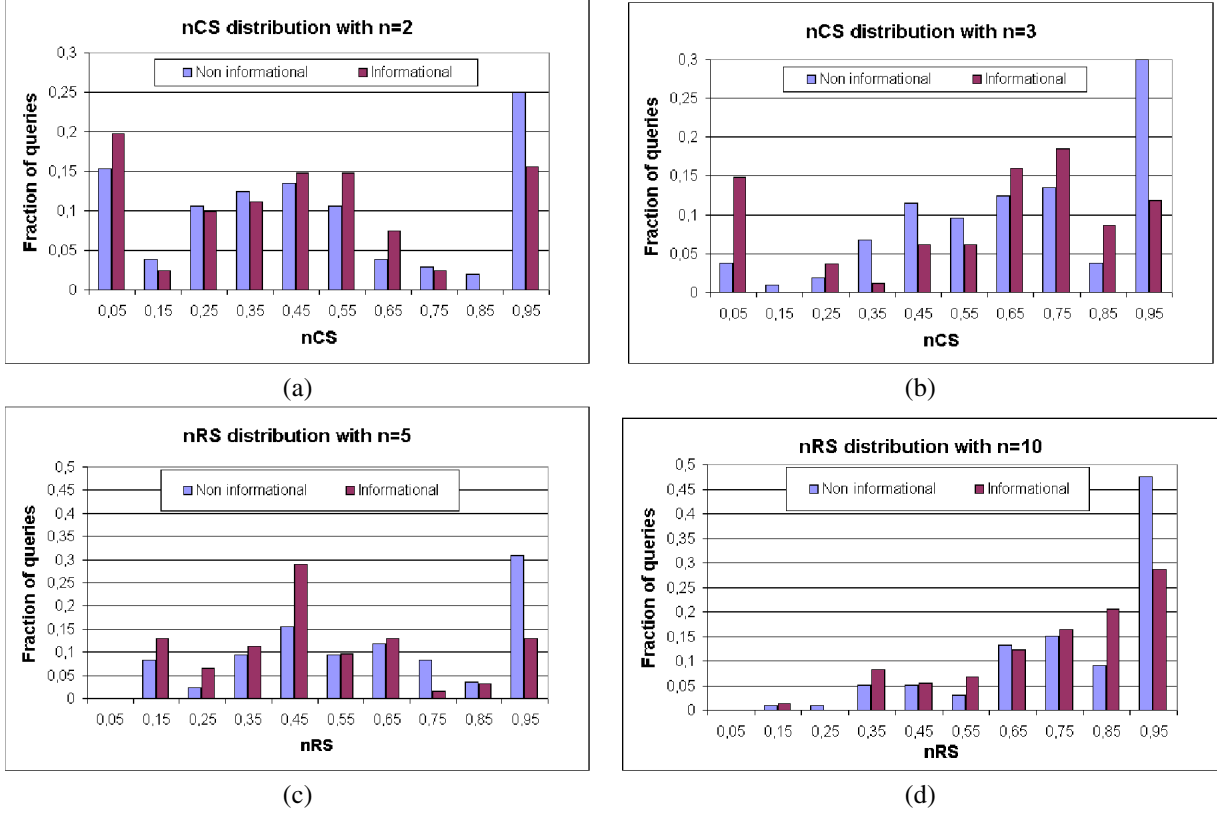 nCS distribution with n=2
Non informational Informational
Fraction of queries
0,3
0,25
0,2
0,15
0,1
0,05
0
0,05 0,15 0,25 0,35 0,45 0,55 0,65 0,75 0,85 0,95
nCS
(a)
nCS distribution with n=3
Non informational Informational
Fraction of queries
0,3
0,25
0,2
0,15
0,1
0,05
0
0,05 0,15 0,25 0,35 0,45 0,55 0,65 0,75 0,85 0,95
nCS
(b)
nRS distribution with n=5
Non informational Informational
Fraction of queries
0,5
0,45
0,4
0,35
0,3
0,25
0,2
0,15
0,1
0,05
0
0,05 0,15 0,25 0,35 0,45 0,55 0,65 0,75 0,85 0,95
nRS
(c)
nRS distribution with n=10
Non informational Informational
Fraction of queries
0,5
0,45
0,4
0,35
0,3
0,25
0,2
0,15
0,1
0,05
0
0,05 0,15 0,25 0,35 0,45 0,55 0,65 0,75 0,85 0,95
nRS
(d)